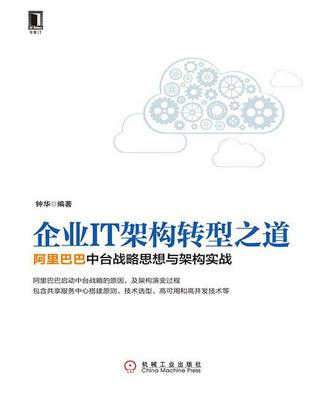 华章IT
钟华◎编著
企业IT架构转型之道
阿里巴巴中台战略思想与架构实战
阿里巴巴启动中台战略的原因，及架构演变过程
包含共享服务中心搭建原则、技术选型、高可用和高并发技术等
机械工业出版社
China Machine Press